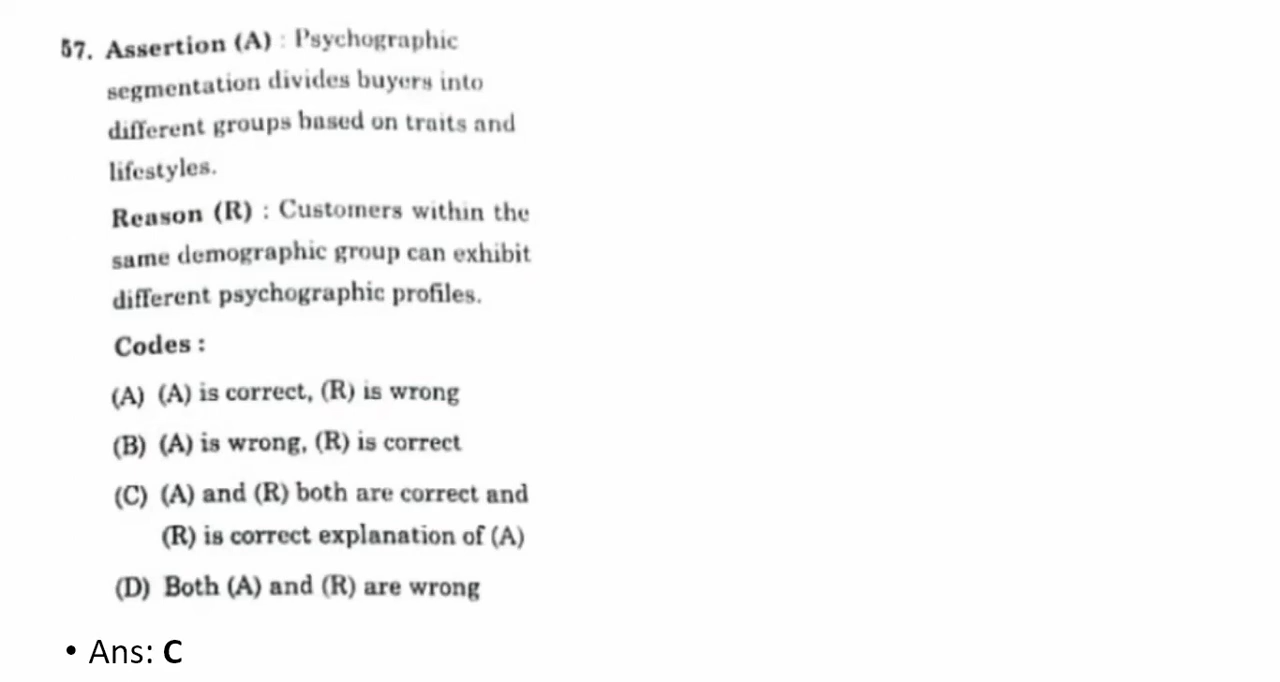 57. Assertion (A) : Psychographic
segmentation divides buyers into
different groups based on traits and
lifestyles.
Reason (R) : Customers within the
same demographic group can exhibit
different psychographic profiles.
Codes :
(A) (A) is correct, (R) is wrong
(B) (A) is wrong, (R) is correct
(C) (A) and (R) both are correct and
(R) is correct explanation of (A)
(D) Both (A) and (R) are wrong
• Ans: C